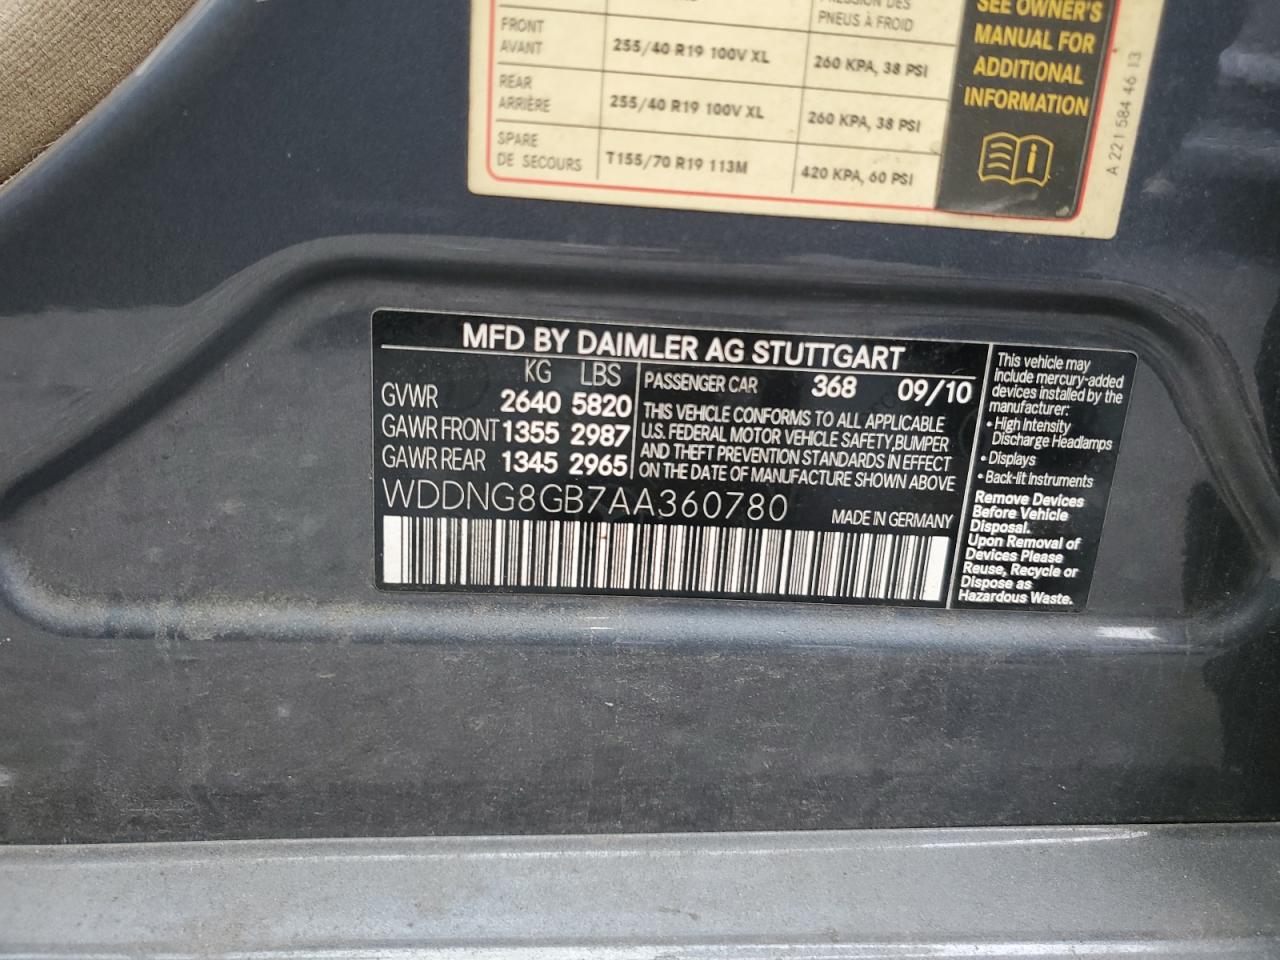 PNEUS À FROID
FRONT
AVANT
255/40 R19 100V XL
260 KPA, 38 PSI
REAR
ARRIÈRE
255/40 R19 100V XL
260 KPA, 38 PSI
SPARE
DE SECOURS
T155/70 R19 113M
420 KPA, 60 PSI
SEE OWNER'S
MANUAL FOR
ADDITIONAL
INFORMATION
i
A 221 584 46 13
MFD BY DAIMLER AG STUTTGART
KG LBS
GVWR 2640 5820
GAWR FRONT 1355 2987
GAWR REAR 1345 2965
PASSENGER CAR 368 09/10
THIS VEHICLE CONFORMS TO ALL APPLICABLE
U.S. FEDERAL MOTOR VEHICLE SAFETY, BUMPER
AND THEFT PREVENTION STANDARDS IN EFFECT
ON THE DATE OF MANUFACTURE SHOWN ABOVE
WDDNG8GB7AA360780
MADE IN GERMANY
This vehicle may
include mercury-added
devices installed by the
manufacturer:
• High Intensity
Discharge Headlamps
• Displays
• Back-lit Instruments
Remove Devices
Before Vehicle
Disposal.
Upon Removal of
Devices Please
Reuse, Recycle or
Dispose as
Hazardous Waste.